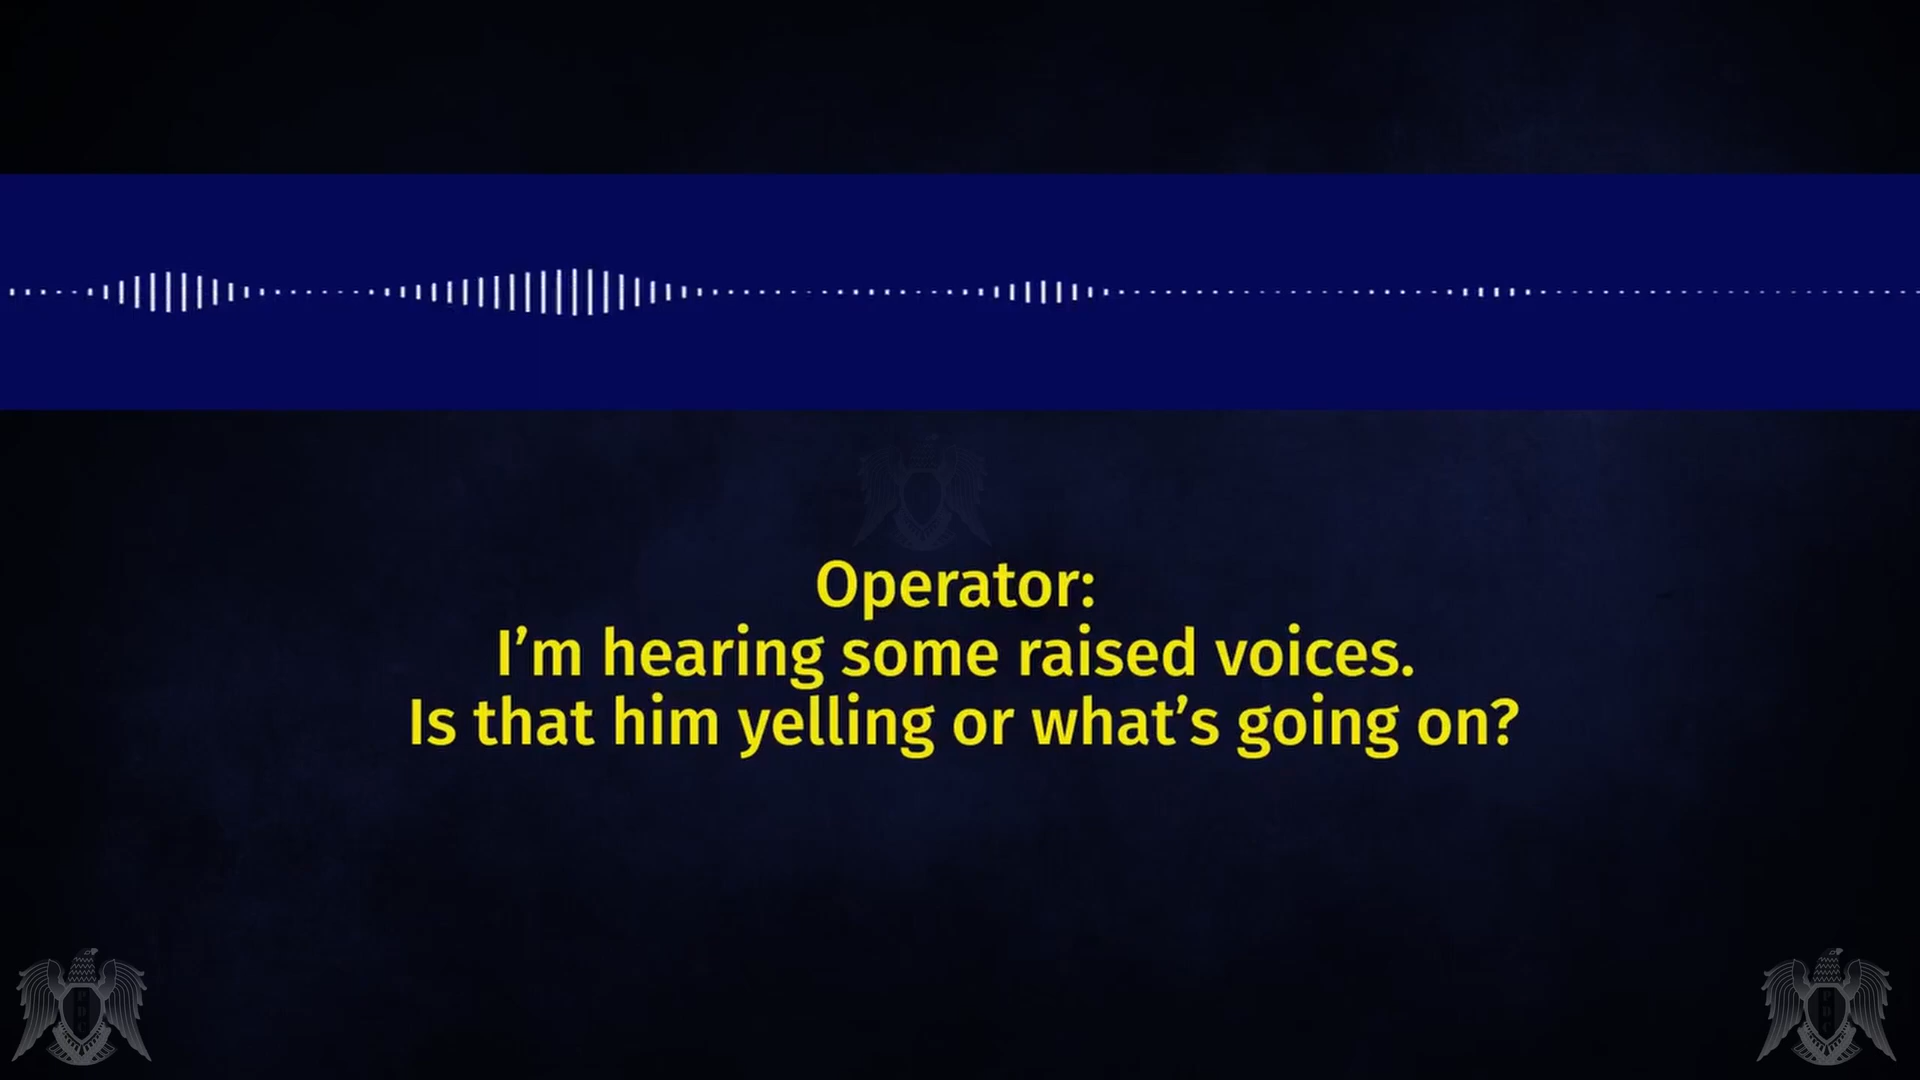 Operator:
I’m hearing some raised voices.
Is that him yelling or what’s going on?